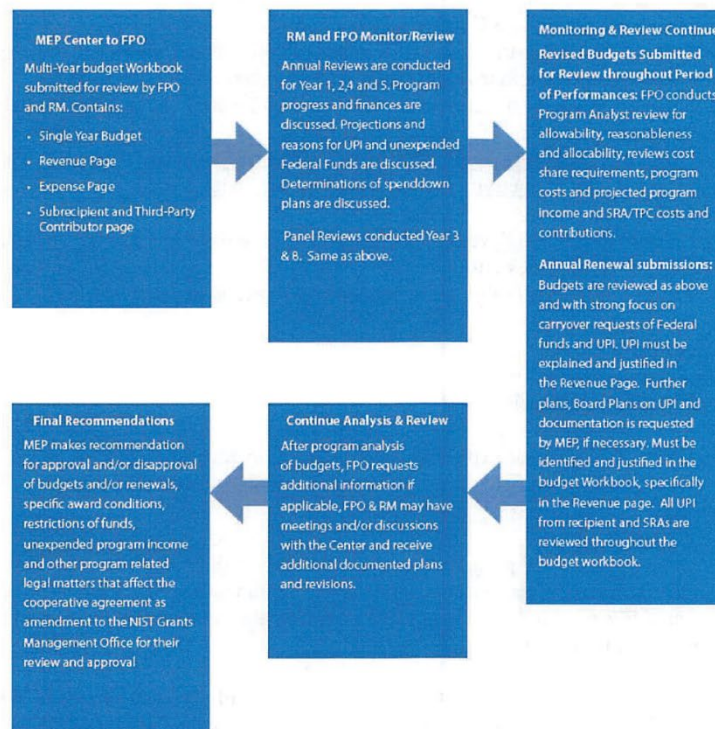 MEP Center to FPO
Multi-Year budget Workbook
submitted for review by FPO
and RM. Contains:
• Single Year Budget
• Revenue Page
• Expense Page
• Subrecipient and Third-Party
Contributor page
RM and FPO Monitor/Review
Annual Reviews are conducted
for Year 1, 2,4 and 5. Program
progress and finances are
discussed. Projections and
reasons for UPI and unexpended
Federal Funds are discussed.
Determinations of spenddown
plans are discussed.
Panel Reviews conducted Year 3
& 8. Same as above.
Monitoring & Review Continue
Revised Budgets Submitted
for Review throughout Period
of Performances: FPO conducts
Program Analyst review for
allowability, reasonableness
and allocability, reviews cost
share requirements, program
costs and projected program
income and SRA/TPC costs and
contributions.
Annual Renewal submissions:
Budgets are reviewed as above
and with strong focus on
carryover requests of Federal
funds and UPI. UPI must be
explained and justified in
the Revenue Page. Further
plans, Board Plans on UPI and
documentation is requested
by MEP, if necessary. Must be
identified and justified in the
budget Workbook, specifically
in the Revenue page. All UPI
from recipient and SRAs are
reviewed throughout the
budget workbook.
Continue Analysis & Review
After program analysis
of budgets, FPO requests
additional information if
applicable, FPO & RM may have
meetings and/or discussions
with the Center and receive
additional documented plans
and revisions.
Final Recommendations
MEP makes recommendation
for approval and/or disapproval
of budgets and/or renewals,
specific award conditions,
restrictions of funds,
unexpended program income
and other program related
legal matters that affect the
cooperative agreement as
amendment to the NIST Grants
Management Office for their
review and approval